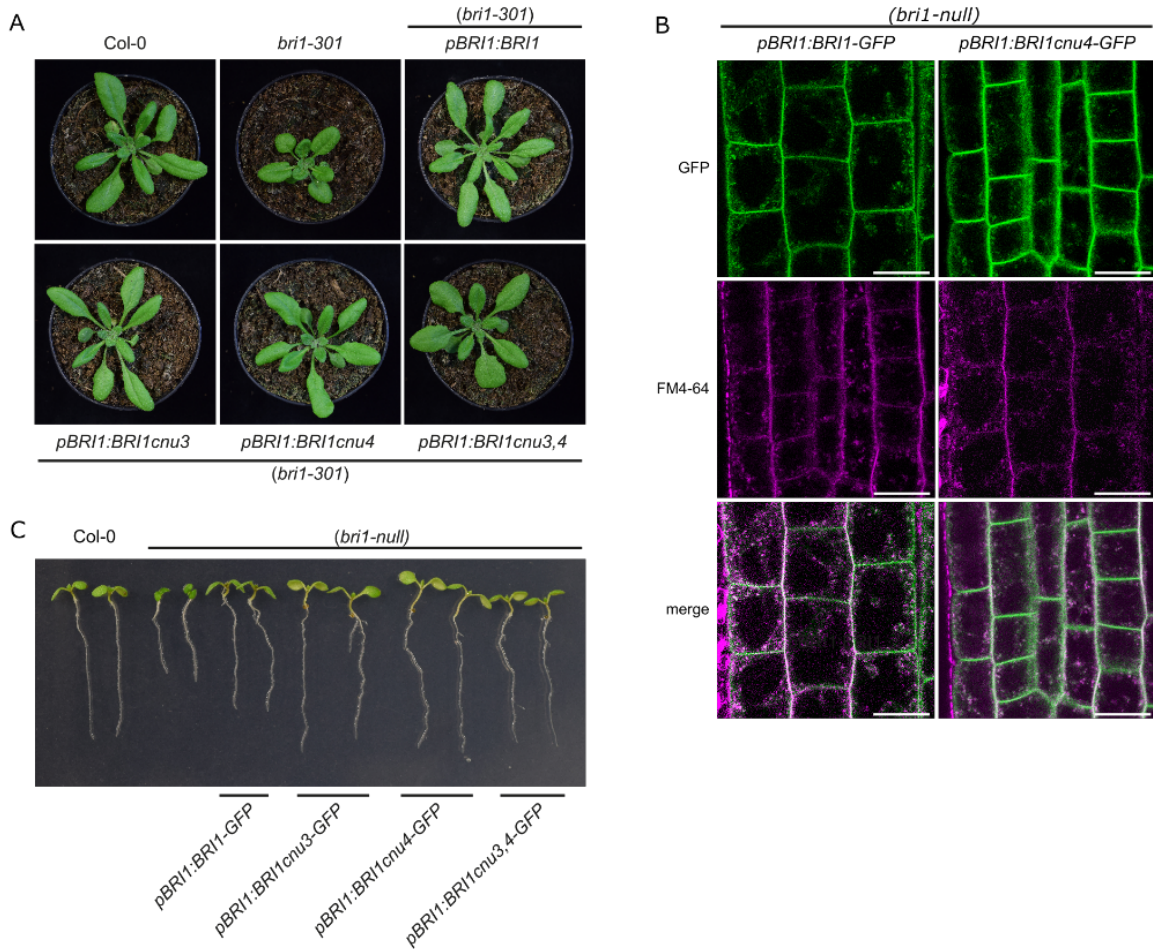 A
(bri1-301)
Col-0
bri1-301
pBRI1:BRI1
pBRI1:BRI1cnu3
pBRI1:BRI1cnu4
pBRI1:BRI1cnu3,4
(bri1-301)
B
(bri1-null)
pBRI1:BRI1-GFP
pBRI1:BRI1cnu4-GFP
GFP
FM4-64
merge
C
Col-0
(bri1-null)
pBRI1:BRI1-GFP
pBRI1:BRI1cnu3-GFP
pBRI1:BRI1cnu4-GFP
pBRI1:BRI1cnu3,4-GFP